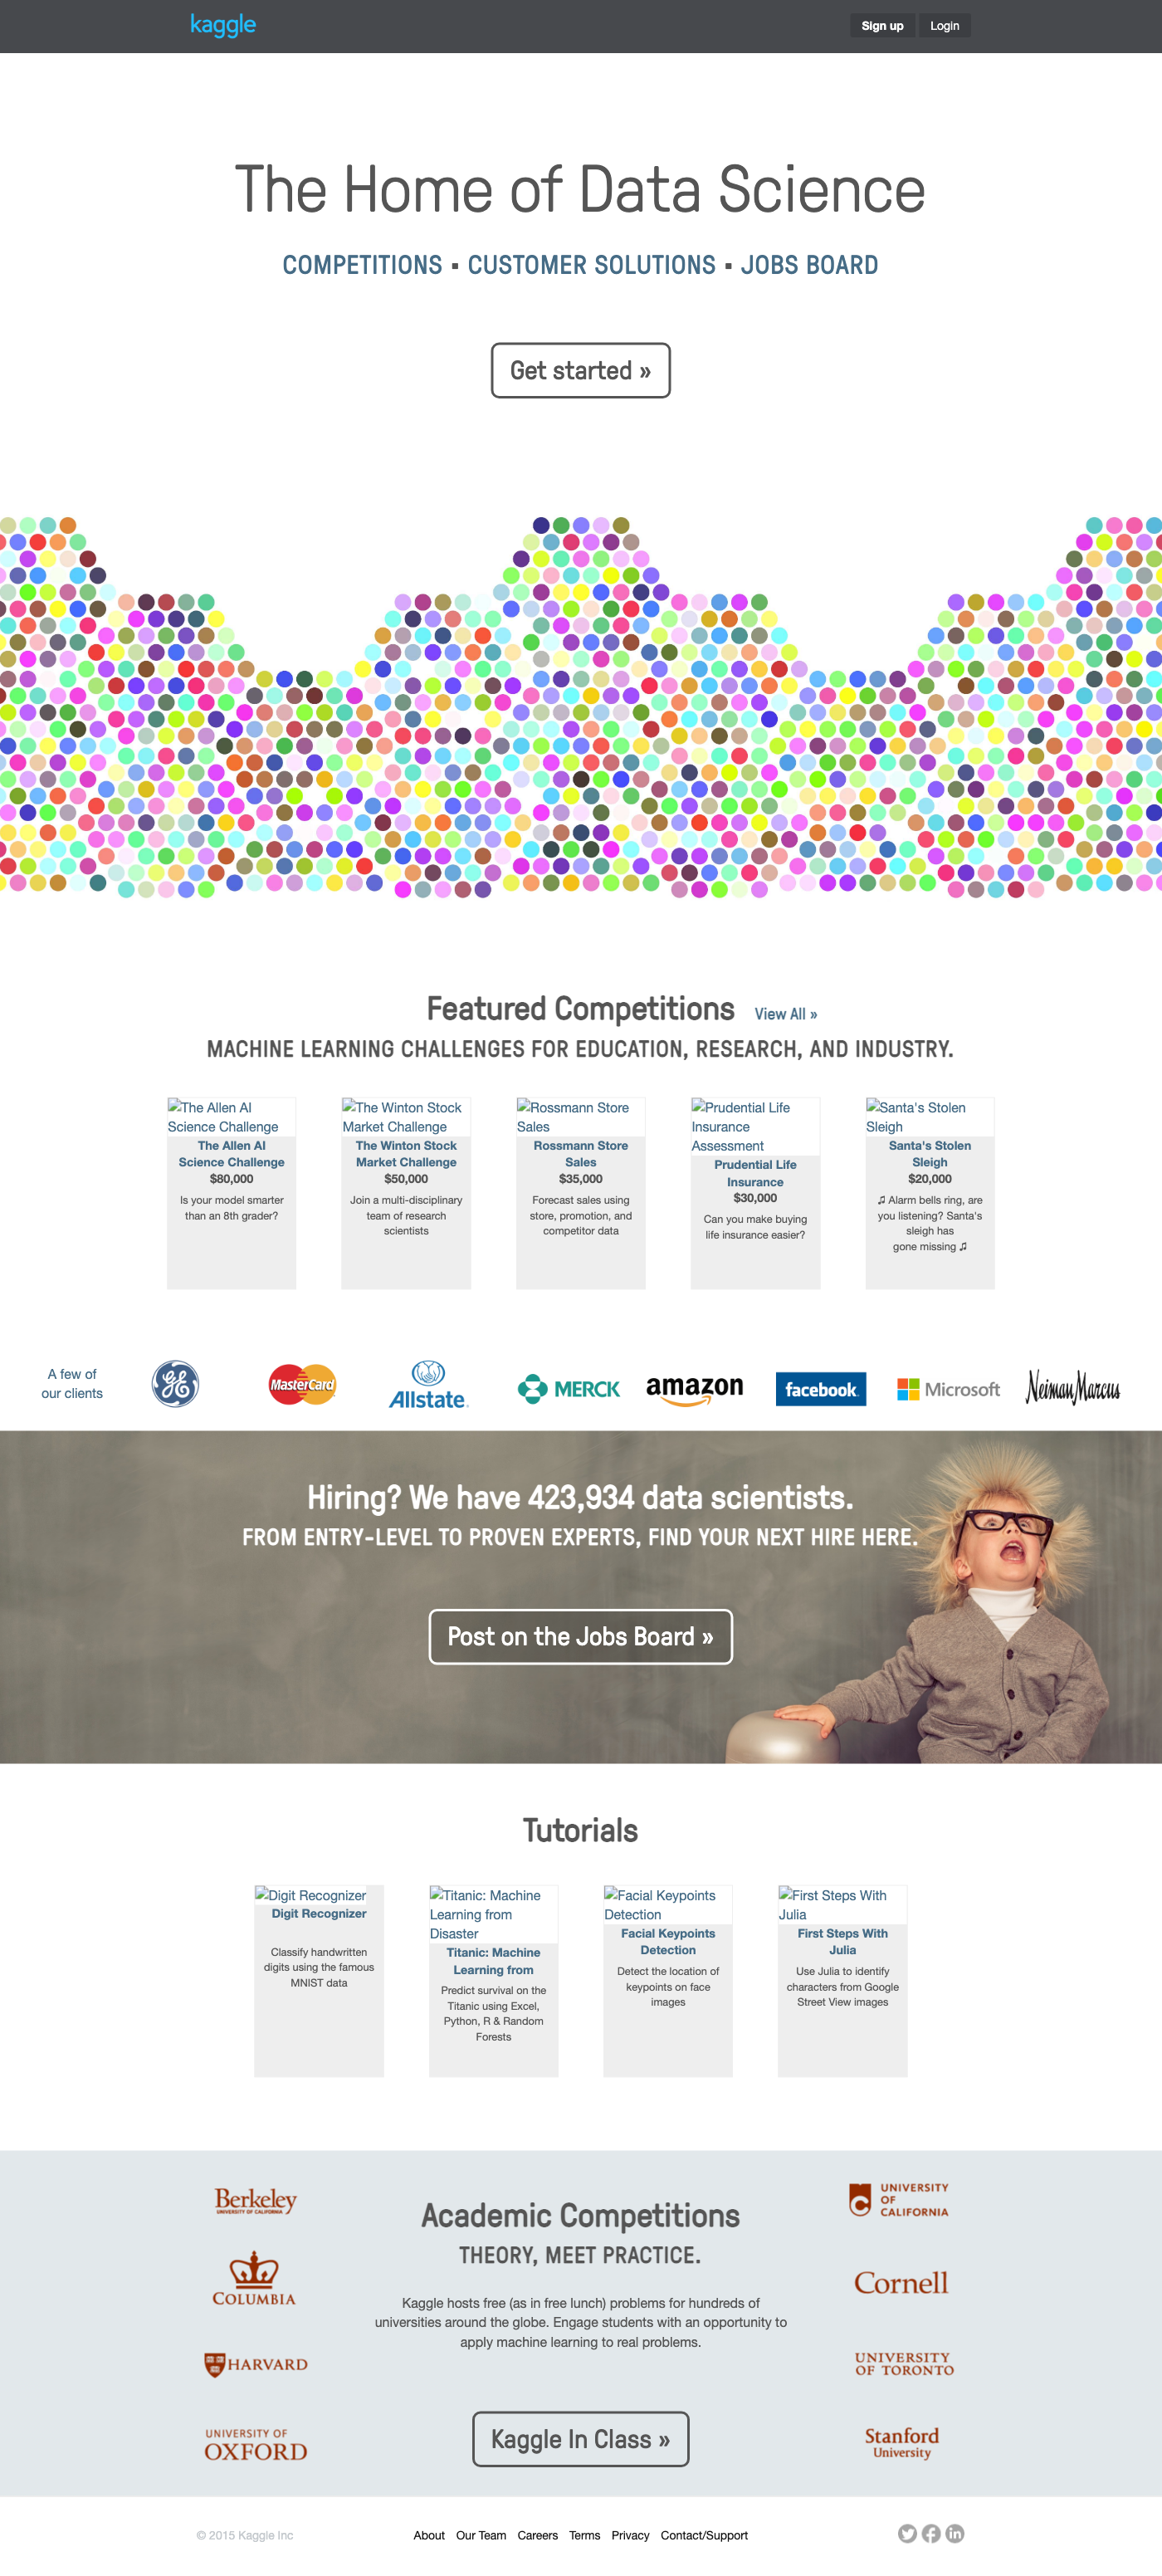 kaggle
Sign up Login
The Home of Data Science
COMPETITIONS ▪ CUSTOMER SOLUTIONS ▪ JOBS BOARD
Get started »
Featured Competitions View All »
MACHINE LEARNING CHALLENGES FOR EDUCATION, RESEARCH, AND INDUSTRY.
The Allen AI
Science Challenge
The Allen AI
Science Challenge
$80,000
Is your model smarter
than an 8th grader?
The Winton Stock
Market Challenge
The Winton Stock
Market Challenge
$50,000
Join a multi-disciplinary
team of research
scientists
Rossmann Store
Sales
Rossmann Store
Sales
$35,000
Forecast sales using
store, promotion, and
competitor data
Prudential Life
Insurance
Assessment
Prudential Life
Insurance
$30,000
Can you make buying
life insurance easier?
Santa's Stolen
Sleigh
Santa's Stolen
Sleigh
$20,000
♫ Alarm bells ring, are
you listening? Santa's
sleigh has
gone missing ♫
A few of
our clients
GE
MasterCard
Allstate.
MERCK
amazon
facebook.
Microsoft
Neiman Marcus
Hiring? We have 423,934 data scientists.
FROM ENTRY-LEVEL TO PROVEN EXPERTS, FIND YOUR NEXT HIRE HERE.
Post on the Jobs Board »
Tutorials
Digit Recognizer
Digit Recognizer
Classify handwritten
digits using the famous
MNIST data
Titanic: Machine
Learning from
Disaster
Titanic: Machine
Learning from
Predict survival on the
Titanic using Excel,
Python, R & Random
Forests
Facial Keypoints
Detection
Facial Keypoints
Detection
Detect the location of
keypoints on face
images
First Steps With
Julia
First Steps With
Julia
Use Julia to identify
characters from Google
Street View images
Berkeley
UNIVERSITY OF CALIFORNIA
COLUMBIA
HARVARD
UNIVERSITY OF
OXFORD
Academic Competitions
THEORY, MEET PRACTICE.
Kaggle hosts free (as in free lunch) problems for hundreds of
universities around the globe. Engage students with an opportunity to
apply machine learning to real problems.
Kaggle In Class »
UNIVERSITY
OF
CALIFORNIA
Cornell
UNIVERSITY
OF TORONTO
Stanford
University
© 2015 Kaggle Inc
About Our Team Careers Terms Privacy Contact/Support